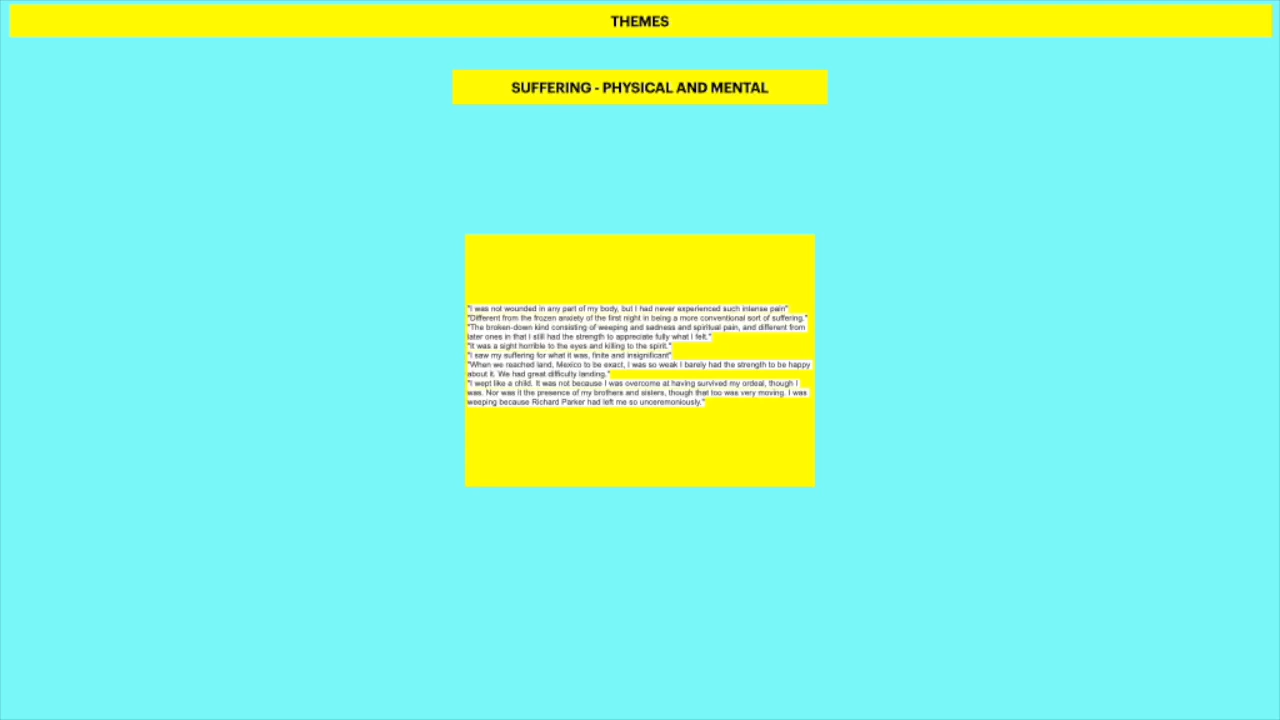 THEMES
SUFFERING - PHYSICAL AND MENTAL
"I was not wounded in any part of my body, but I had never experienced such intense pain"
"Different from the frozen anxiety of the first night in being a more conventional sort of suffering."
"The broken-down kind consisting of weeping and sadness and spiritual pain, and different from
later ones in that I still had the strength to appreciate fully what I felt."
"It was a sight horrible to the eyes and killing to the spirit."
"I saw my suffering for what it was, finite and insignificant"
"When we reached land, Mexico to be exact, I was so weak I barely had the strength to be happy
about it. We had great difficulty landing."
"I wept like a child. It was not because I was overcome at having survived my ordeal, though I
was. Nor was it the presence of my brothers and sisters, though that too was very moving. I was
weeping because Richard Parker had left me so unceremoniously."